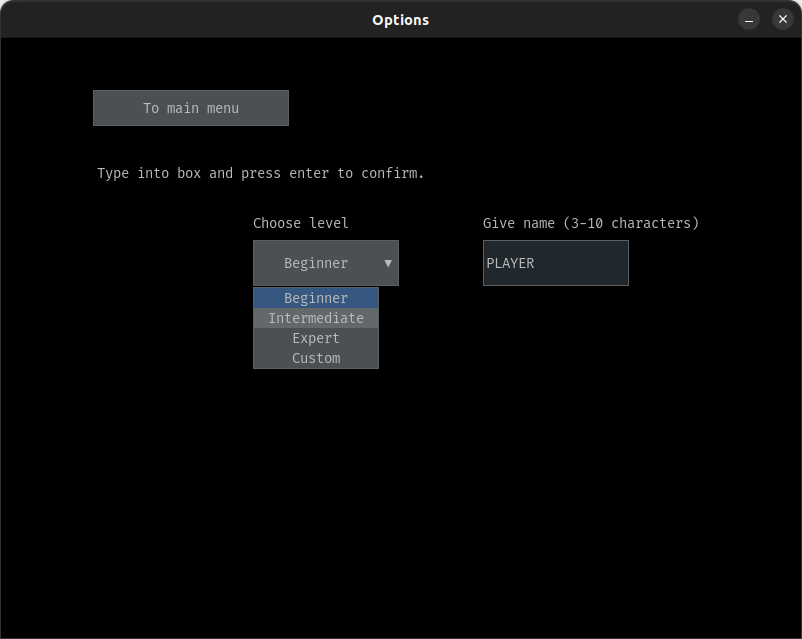 Options
To main menu
Type into box and press enter to confirm.
Choose level
Give name (3-10 characters)
Beginner ▼
PLAYER
Beginner
Intermediate
Expert
Custom